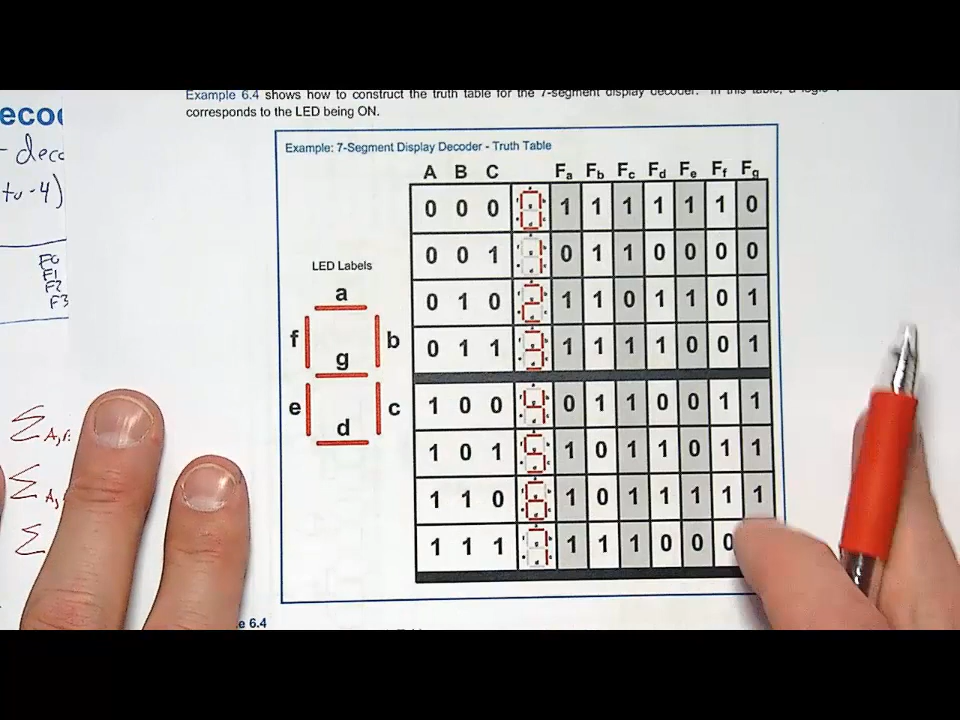 Example 6.4 shows how to construct the truth table for the 7-segment display decoder. In this table, a logic
corresponds to the LED being ON.
Example: 7-Segment Display Decoder - Truth Table
A B C Fa Fb Fc Fd Fe Ff Fg
0 0 0 1 1 1 1 1 1 0
0 0 1 0 1 1 0 0 0 0
0 1 0 1 1 0 1 1 0 1
0 1 1 1 1 1 1 0 0 1
1 0 0 0 1 1 0 0 1 1
1 0 1 1 0 1 1 0 1 1
1 1 0 1 0 1 1 1 1 1
1 1 1 1 1 1 0 0 0
LED Labels
a
f b
g
e c
d
eco
- deco
to - 4)
F0
F1
F2
F3
Σ A,
Σ A,
Σ
e 6.4